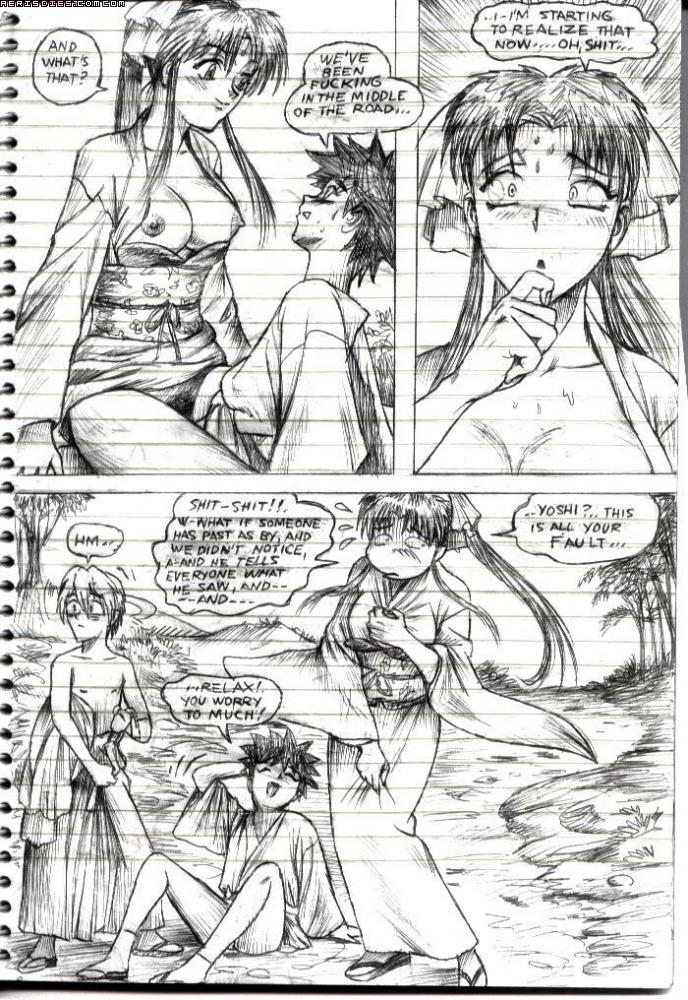 AERISDIES.COM.COM
AND
WHAT'S
THAT?
WE'VE
BEEN
FUCKING
IN THE MIDDLE
OF THE ROAD...
..I-I'M STARTING
TO REALIZE THAT
NOW....OH, SHIT...
HM...
SHIT-SHIT!!.
W-WHAT IF SOMEONE
HAS PAST AS BY, AND
WE DIDN'T NOTICE,
A-AND HE TELLS
EVERYONE WHAT
HE SAW, AND--
--AND---
...YOSHI?.. THIS
IS ALL YOUR
FAULT...
..RELAX!.
YOU WORRY
TO MUCH!